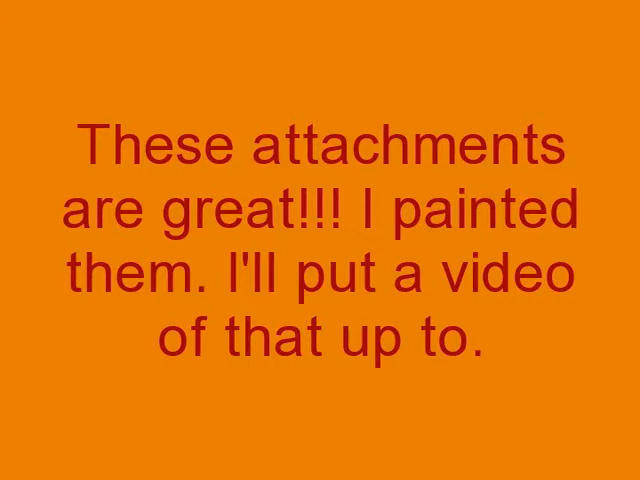 These attachments
are great!!! I painted
them. I'll put a video
of that up to.